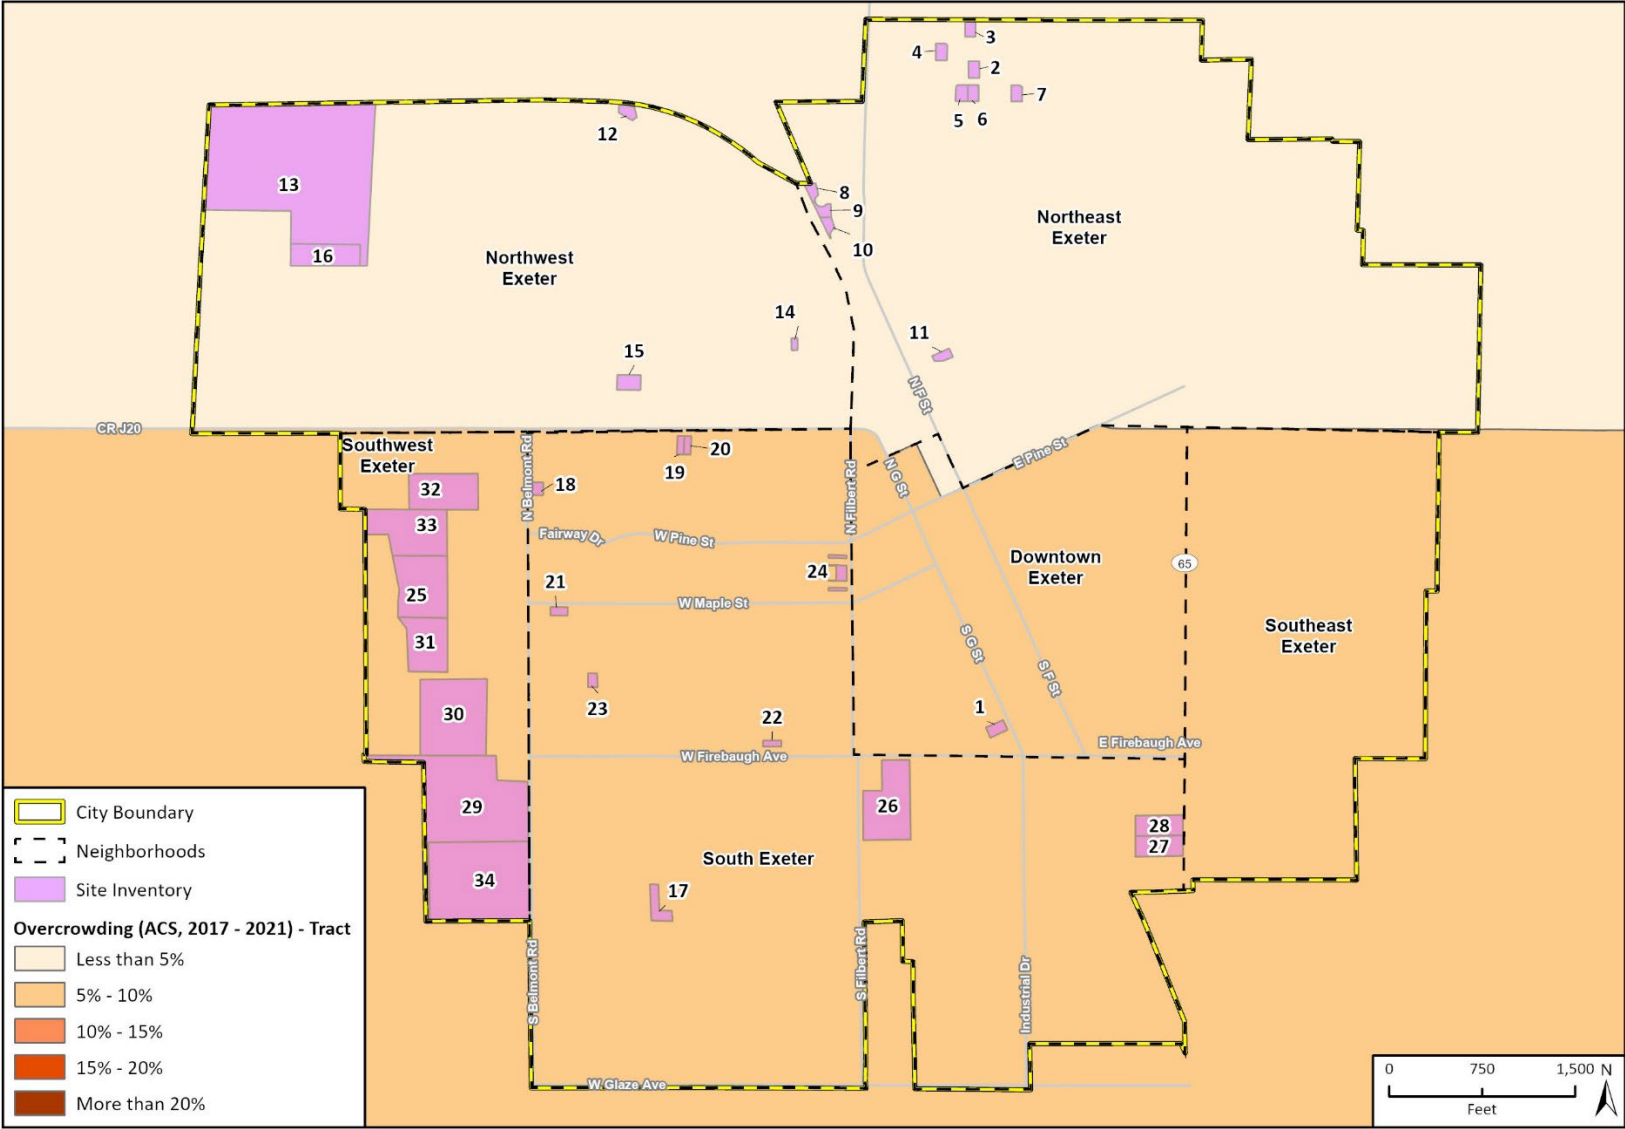 3
4
2
7
5
6
12
13
8
9
10
Northeast
Exeter
16
Northwest
Exeter
14
11
15
N F St
CR J20
Southwest
Exeter
20
19
E Pine St
N Belmont Rd
18
N Filbert Rd
N G St
32
33
Fairway Dr
W Pine St
Downtown
Exeter
65
24
21
25
W Maple St
Southeast
Exeter
31
S G St
S F St
23
30
22
1
W Firebaugh Ave
E Firebaugh Ave
29
26
28
27
South Exeter
34
17
S Belmont Rd
S Filbert Rd
Industrial Dr
W Glaze Ave
City Boundary
Neighborhoods
Site Inventory
Overcrowding (ACS, 2017 - 2021) - Tract
Less than 5%
5% - 10%
10% - 15%
15% - 20%
More than 20%
0 750 1,500 N
Feet